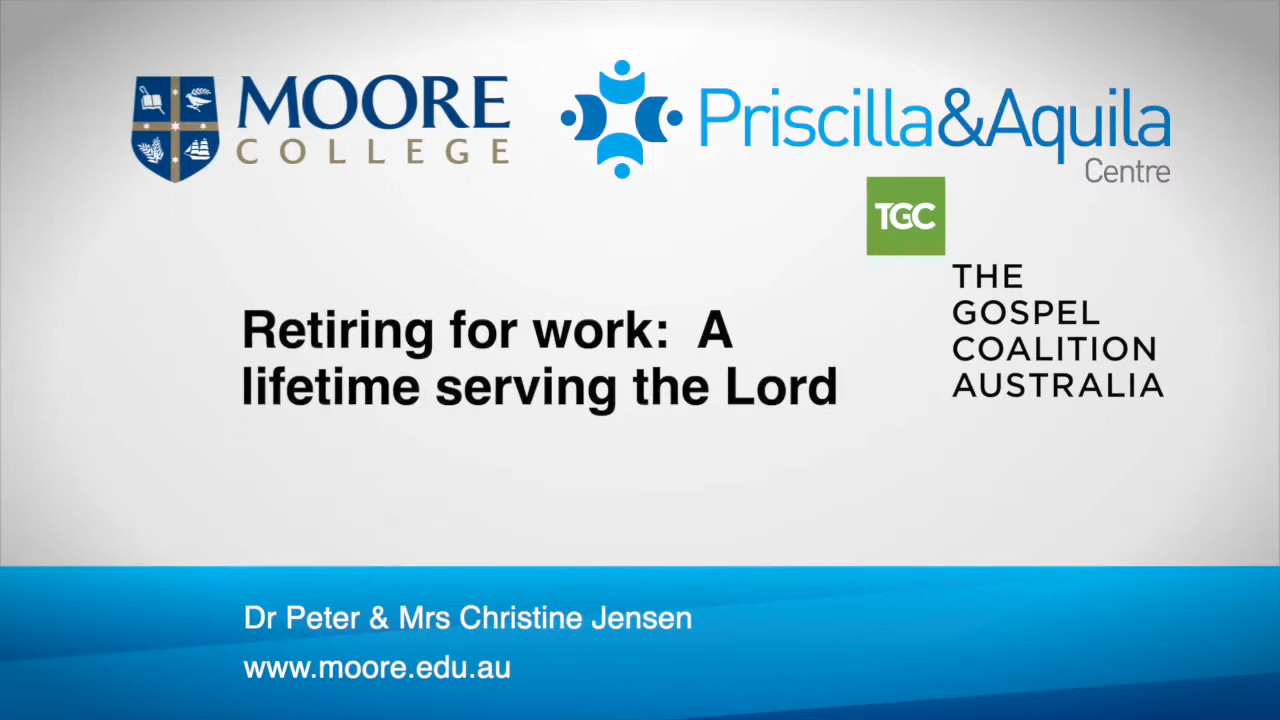 MOORE
COLLEGE
Priscilla&Aquila
Centre
TGC
THE
GOSPEL
COALITION
AUSTRALIA
Retiring for work:  A
lifetime serving the Lord
Dr Peter & Mrs Christine Jensen
www.moore.edu.au